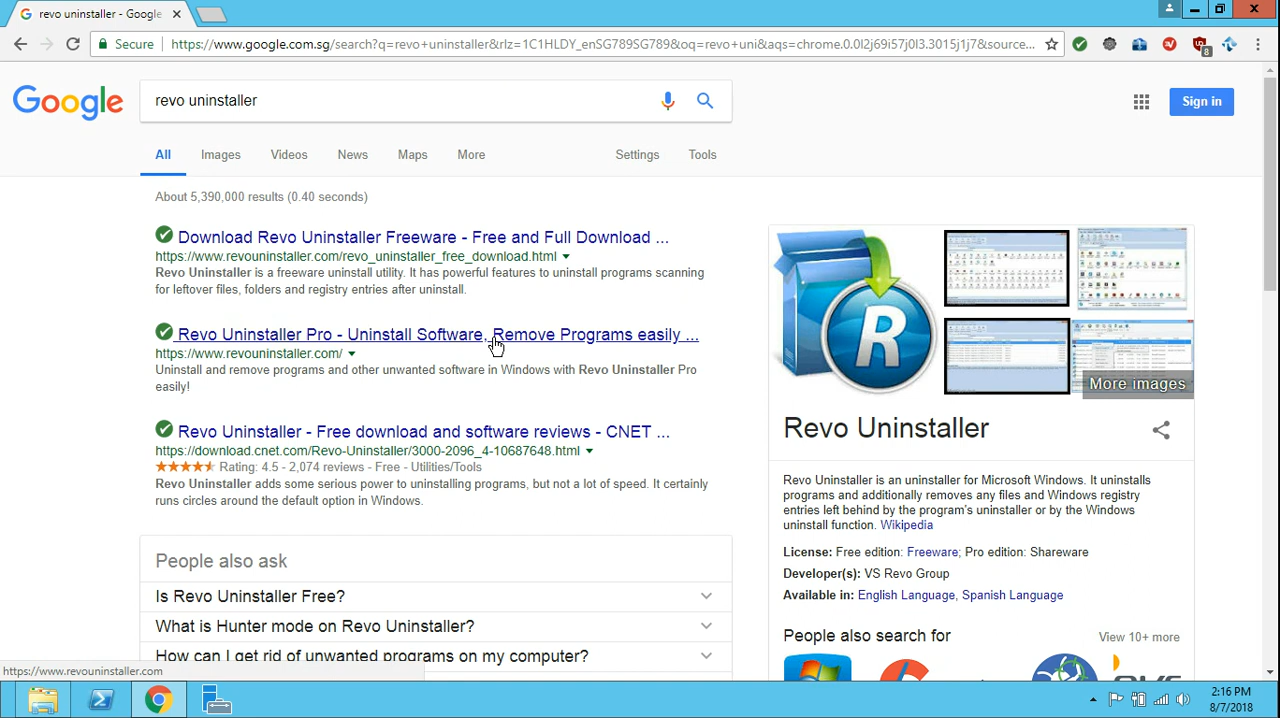 revo uninstaller - Google
Secure
https://www.google.com.sg/search?q=revo+uninstaller&rlz=1C1HLDY_enSG789SG789&oq=revo+uni&aqs=chrome.0.0l2j69i57j0l3.3015j1j7&source...
8
Google
revo uninstaller
Sign in
All Images Videos News Maps More Settings Tools
About 5,390,000 results (0.40 seconds)
Download Revo Uninstaller Freeware - Free and Full Download ...
https://www.revouninstaller.com/revo_uninstaller_free_download.html
Revo Uninstaller is a freeware uninstall utility. It has powerful features to uninstall programs scanning
for leftover files, folders and registry entries after uninstall.
Revo Uninstaller Pro - Uninstall Software, Remove Programs easily ...
https://www.revouninstaller.com/
Uninstall and remove programs and other unwanted software in Windows with Revo Uninstaller Pro
easily!
Revo Uninstaller - Free download and software reviews - CNET ...
https://download.cnet.com/Revo-Uninstaller/3000-2096_4-10687648.html
Rating: 4.5 - 2,074 reviews - Free - Utilities/Tools
Revo Uninstaller adds some serious power to uninstalling programs, but not a lot of speed. It certainly
runs circles around the default option in Windows.
People also ask
Is Revo Uninstaller Free?
What is Hunter mode on Revo Uninstaller?
How can I get rid of unwanted programs on my computer?
R
More images
Revo Uninstaller
Revo Uninstaller is an uninstaller for Microsoft Windows. It uninstalls
programs and additionally removes any files and Windows registry
entries left behind by the program's uninstaller or by the Windows
uninstall function. Wikipedia
License: Free edition: Freeware; Pro edition: Shareware
Developer(s): VS Revo Group
Available in: English Language, Spanish Language
People also search for
View 10+ more
https://www.revouninstaller.com
2:16 PM
8/7/2018